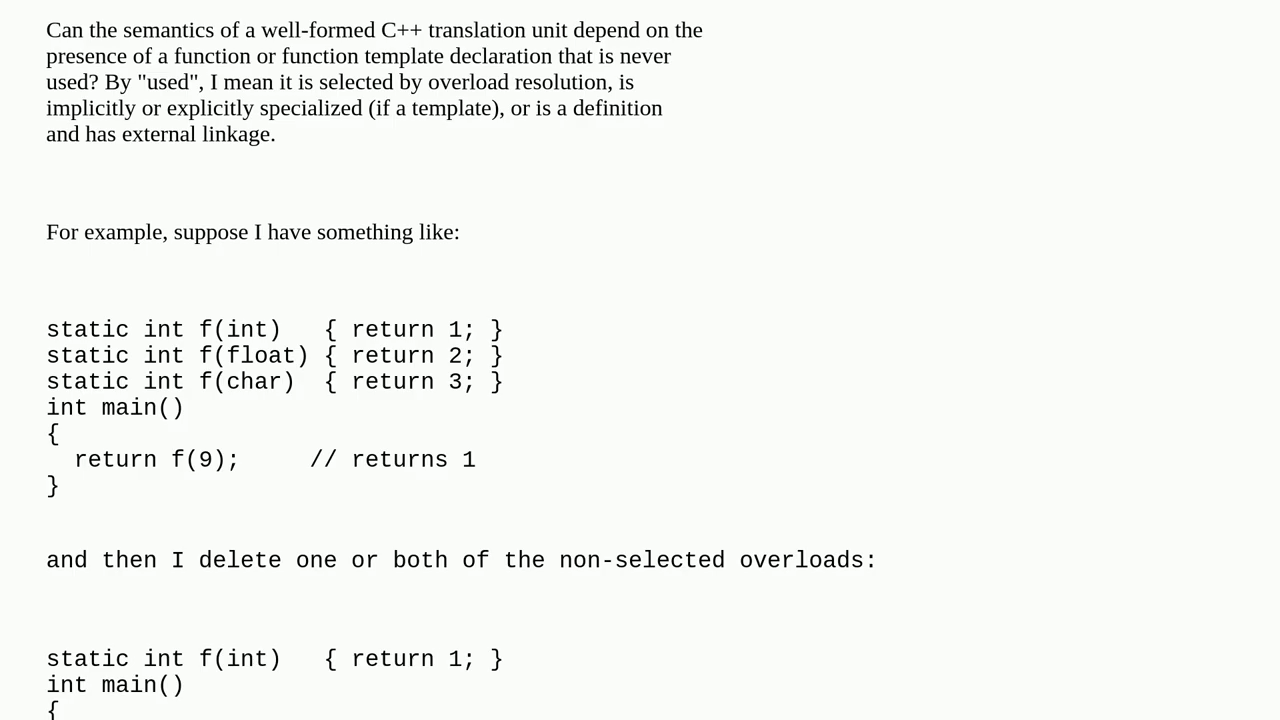 Can the semantics of a well-formed C++ translation unit depend on the
presence of a function or function template declaration that is never
used? By "used", I mean it is selected by overload resolution, is
implicitly or explicitly specialized (if a template), or is a definition
and has external linkage.
For example, suppose I have something like:
static int f(int)   { return 1; }
static int f(float) { return 2; }
static int f(char)  { return 3; }
int main()
{
  return f(9);     // returns 1
}
and then I delete one or both of the non-selected overloads:
static int f(int)   { return 1; }
int main()
{